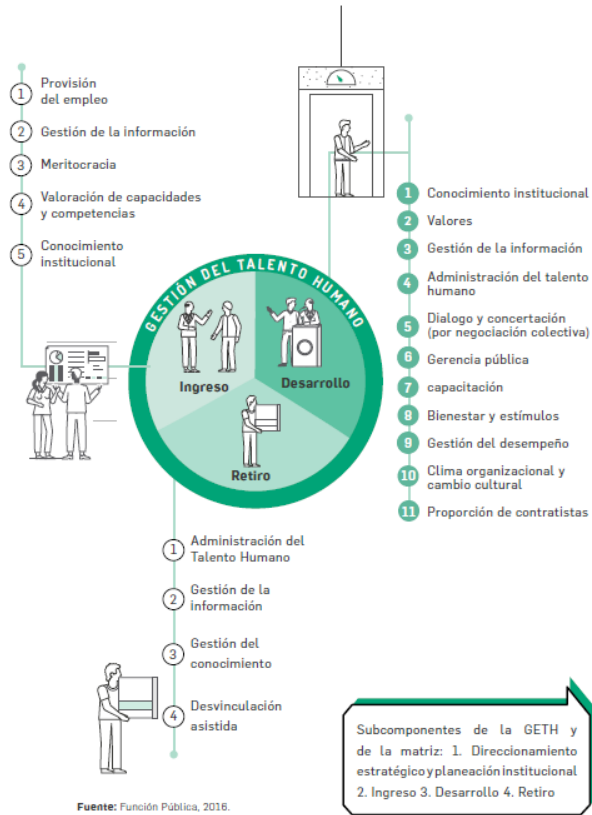 1 Provisión
del empleo
2 Gestión de la información
3 Meritocracia
4 Valoración de capacidades
y competencias
5 Conocimiento
institucional
1 Conocimiento institucional
2 Valores
3 Gestión de la información
4 Administración del talento
humano
5 Dialogo y concertación
(por negociación colectiva)
6 Gerencia pública
7 capacitación
8 Bienestar y estímulos
9 Gestión del desempeño
10 Clima organizacional y
cambio cultural
11 Proporción de contratistas
GESTIÓN DEL TALENTO HUMANO
Ingreso
Desarrollo
Retiro
1 Administración del
Talento Humano
2 Gestión de la
información
3 Gestión del
conocimiento
4 Desvinculación
asistida
Subcomponentes de la GETH y
de la matriz: 1. Direccionamiento
estratégico y planeación institucional
2. Ingreso 3. Desarrollo 4. Retiro
Fuente: Función Pública, 2016.